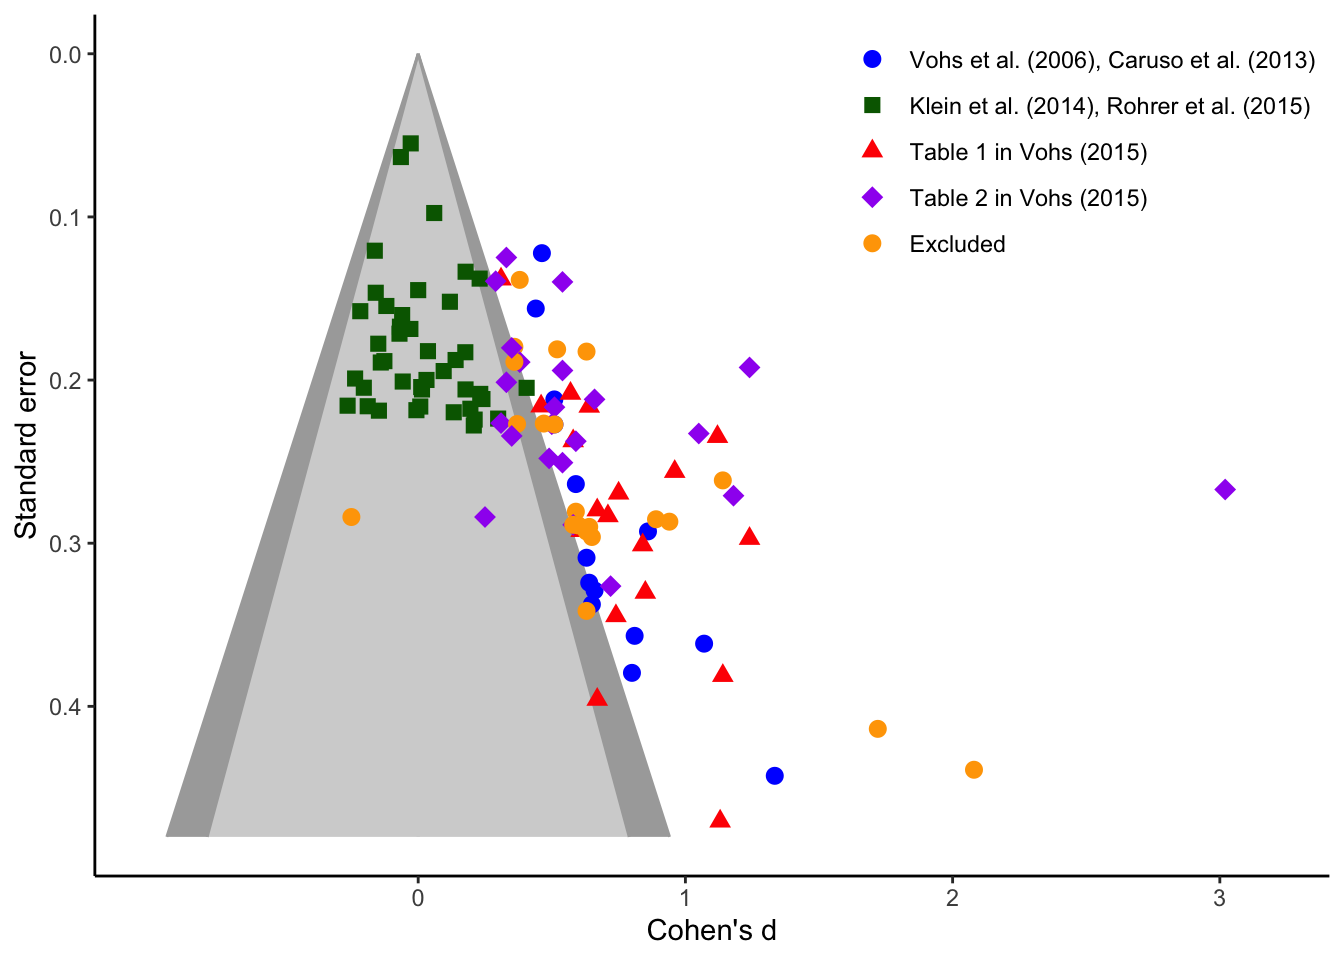 Vohs et al. (2006), Caruso et al. (2013)
Klein et al. (2014), Rohrer et al. (2015)
Table 1 in Vohs (2015)
Table 2 in Vohs (2015)
Excluded
Standard error
0.0
0.1
0.2
0.3
0.4
0 1 2 3
Cohen's d